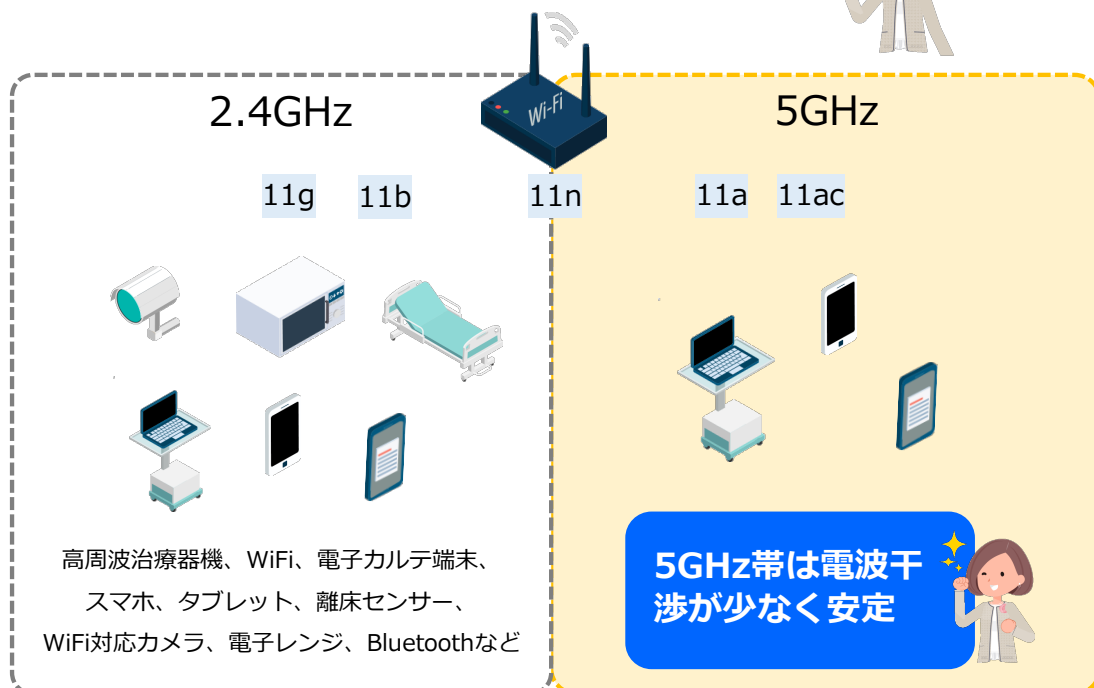 2.4GHz
Wi-Fi
5GHz
11g
11b
11n
11a
11ac
高周波治療器機、WiFi、電子カルテ端末、
スマホ、タブレット、離床センサー、
WiFi対応カメラ、電子レンジ、Bluetoothなど
5GHz帯は電波干
渉が少なく安定